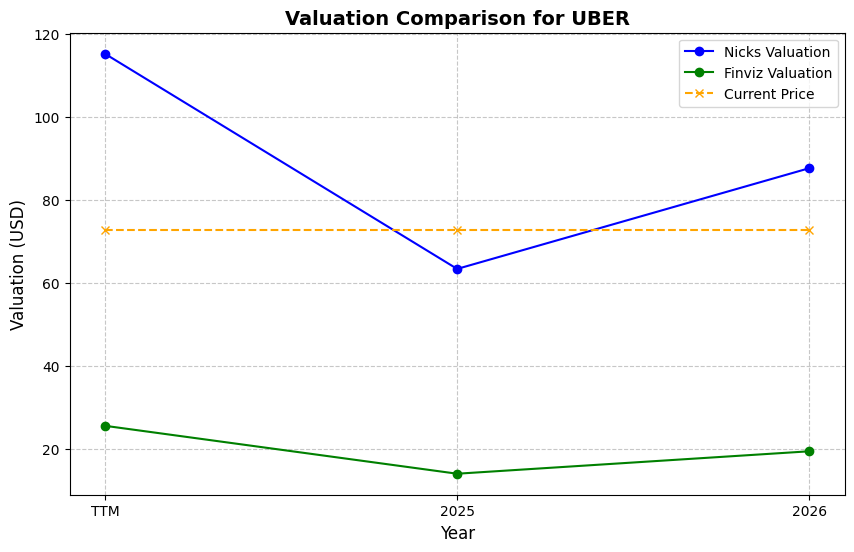 Valuation Comparison for UBER
Nicks Valuation
Finviz Valuation
Current Price
Valuation (USD)
120
100
80
60
40
20
TTM
2025
2026
Year